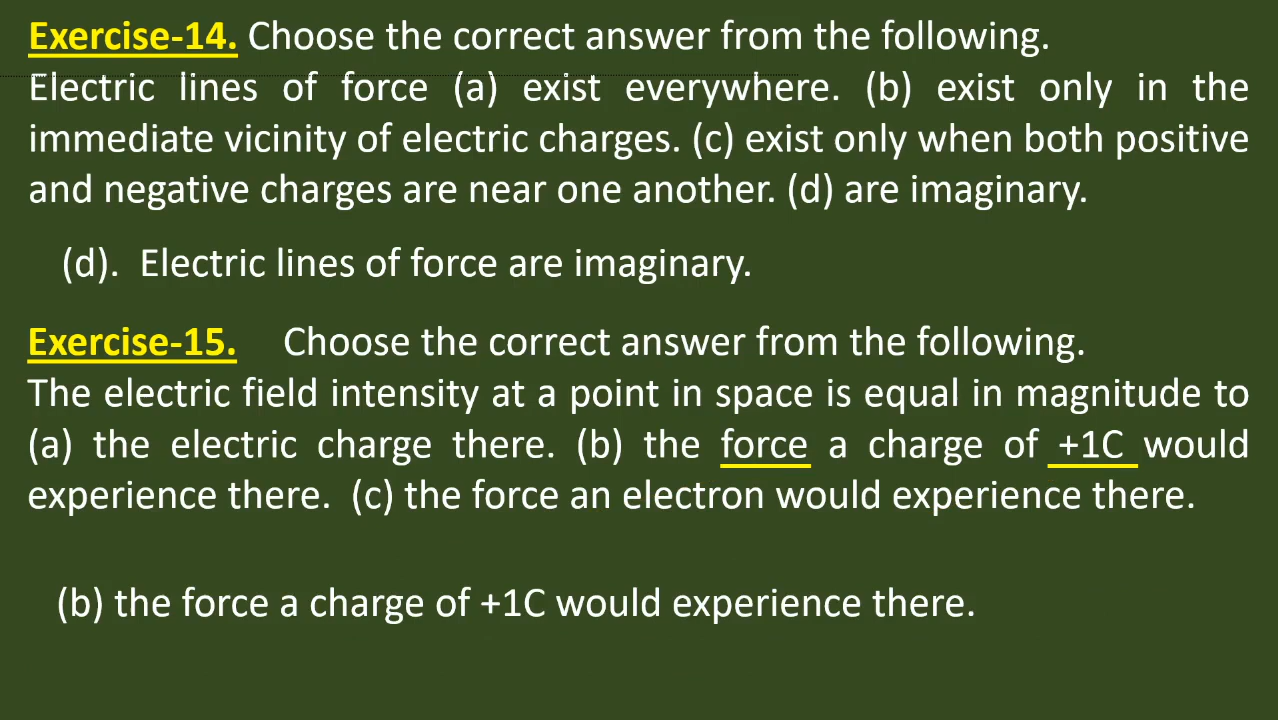 Exercise-14. Choose the correct answer from the following.
Electric lines of force (a) exist everywhere. (b) exist only in the
immediate vicinity of electric charges. (c) exist only when both positive
and negative charges are near one another. (d) are imaginary.
(d). Electric lines of force are imaginary.
Exercise-15. Choose the correct answer from the following.
The electric field intensity at a point in space is equal in magnitude to
(a) the electric charge there. (b) the force a charge of +1C would
experience there. (c) the force an electron would experience there.
(b) the force a charge of +1C would experience there.